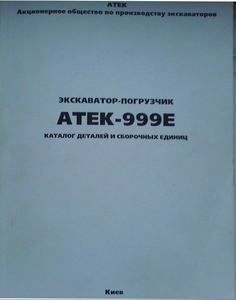 АТЕК
Акционерное общество по производству экскаваторов
ЭКСКАВАТОР-ПОГРУЗЧИК
АТЕК-999Е
КАТАЛОГ ДЕТАЛЕЙ И СБОРОЧНЫХ ЕДИНИЦ
Киев